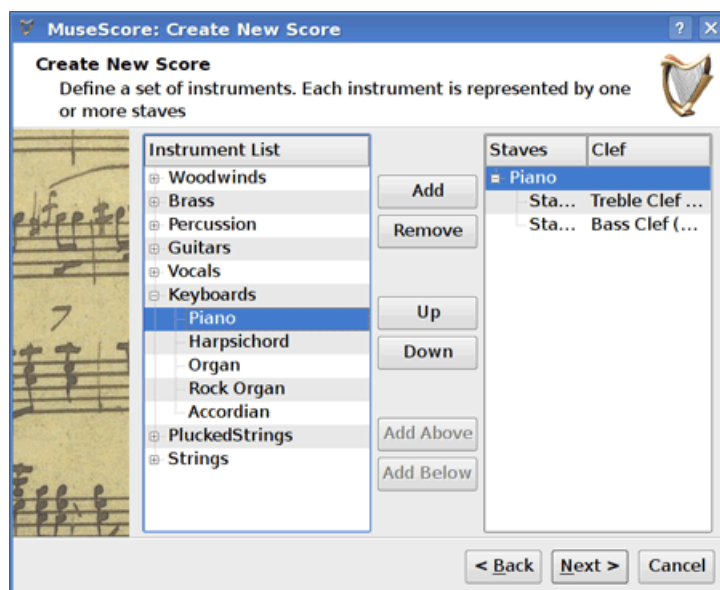 MuseScore: Create New Score
Create New Score
Define a set of instruments. Each instrument is represented by one
or more staves
Instrument List
Woodwinds
Brass
Percussion
Guitars
Vocals
Keyboards
Piano
Harpsichord
Organ
Rock Organ
Accordian
PluckedStrings
Strings
Add
Remove
Up
Down
Add Above
Add Below
Staves Clef
Piano
Sta... Treble Clef ...
Sta... Bass Clef (...
7
< Back Next > Cancel